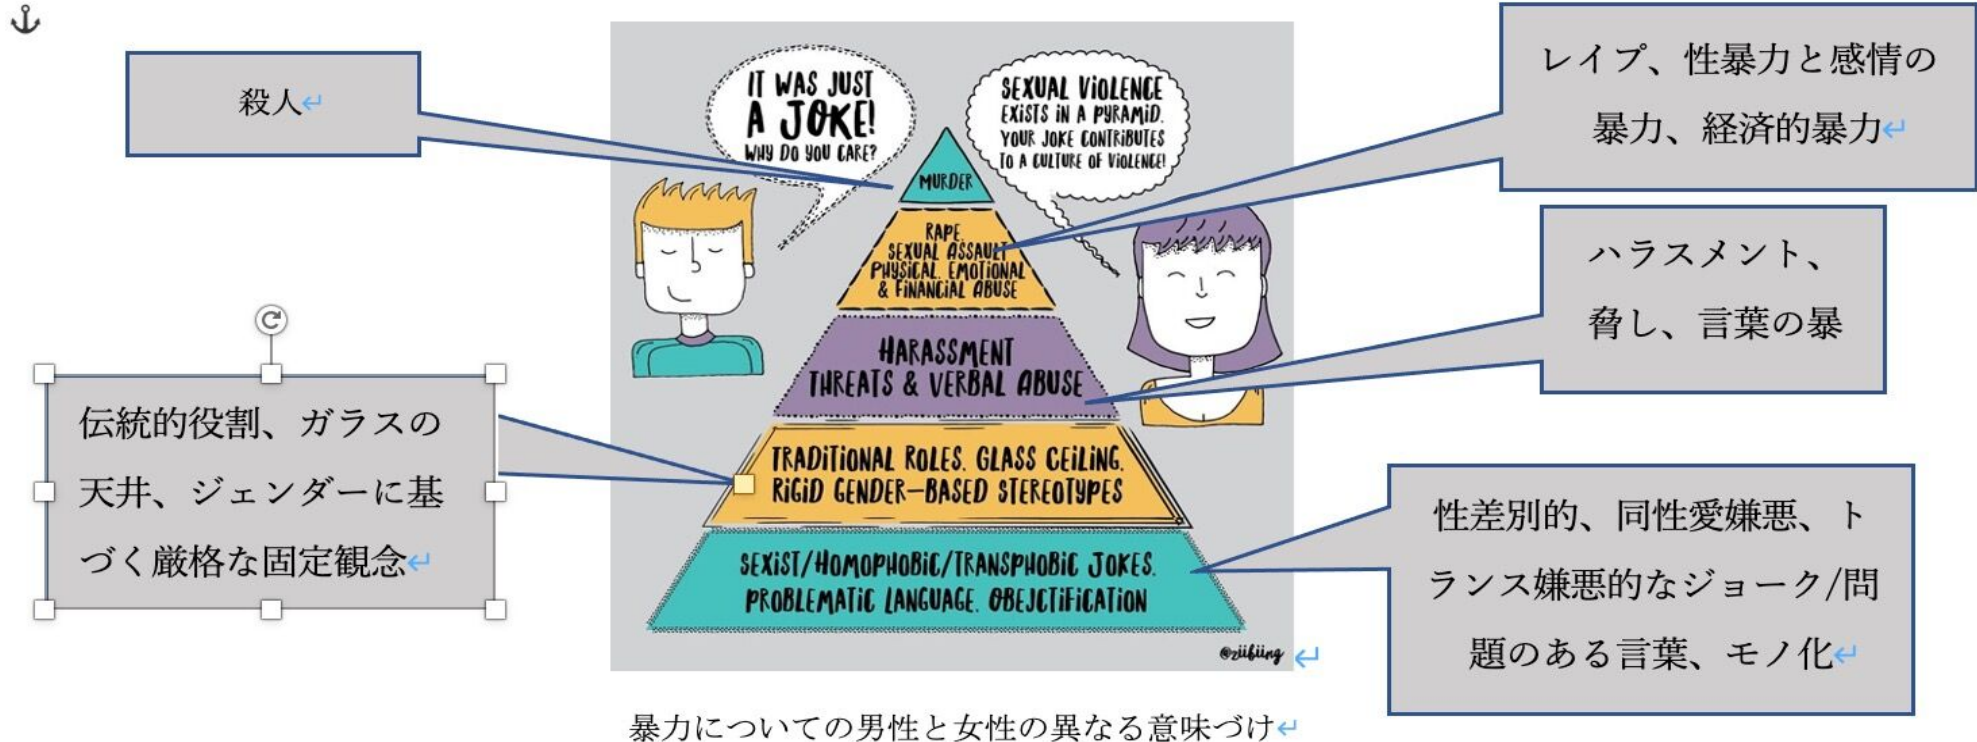 殺人
IT WAS JUST
A JOKE!
WHY DO YOU CARE?
SEXUAL VIOLENCE
EXISTS IN A PYRAMID.
YOUR JOKE CONTRIBUTES
TO A CULTURE OF VIOLENCE!
レイプ、性暴力と感情の
暴力、経済的暴力
MURDER
RAPE
SEXUAL ASSAULT
PHYSICAL. EMOTIONAL
& FINANCIAL ABUSE
ハラスメント、
脅し、言葉の暴
HARASSMENT
THREATS & VERBAL ABUSE
伝統的役割、ガラスの
天井、ジェンダーに基
づく厳格な固定観念
TRADITIONAL ROLES. GLASS CEILING.
RIGID GENDER-BASED STEREOTYPES
性差別的、同性愛嫌悪、ト
ランス嫌悪的なジョーク/問
題のある言葉、モノ化
SEXIST/HOMOPHOBIC/TRANSPHOBIC JOKES.
PROBLEMATIC LANGUAGE. OBEJCTIFICATION
@ziibiing
暴力についての男性と女性の異なる意味づけ